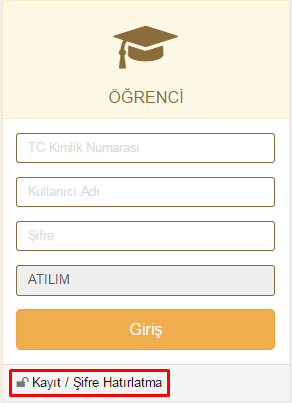 ÖĞRENCİ
TC Kimlik Numarası
Kullanıcı Adı
Şifre
ATILIM
Giriş
Kayıt / Şifre Hatırlatma